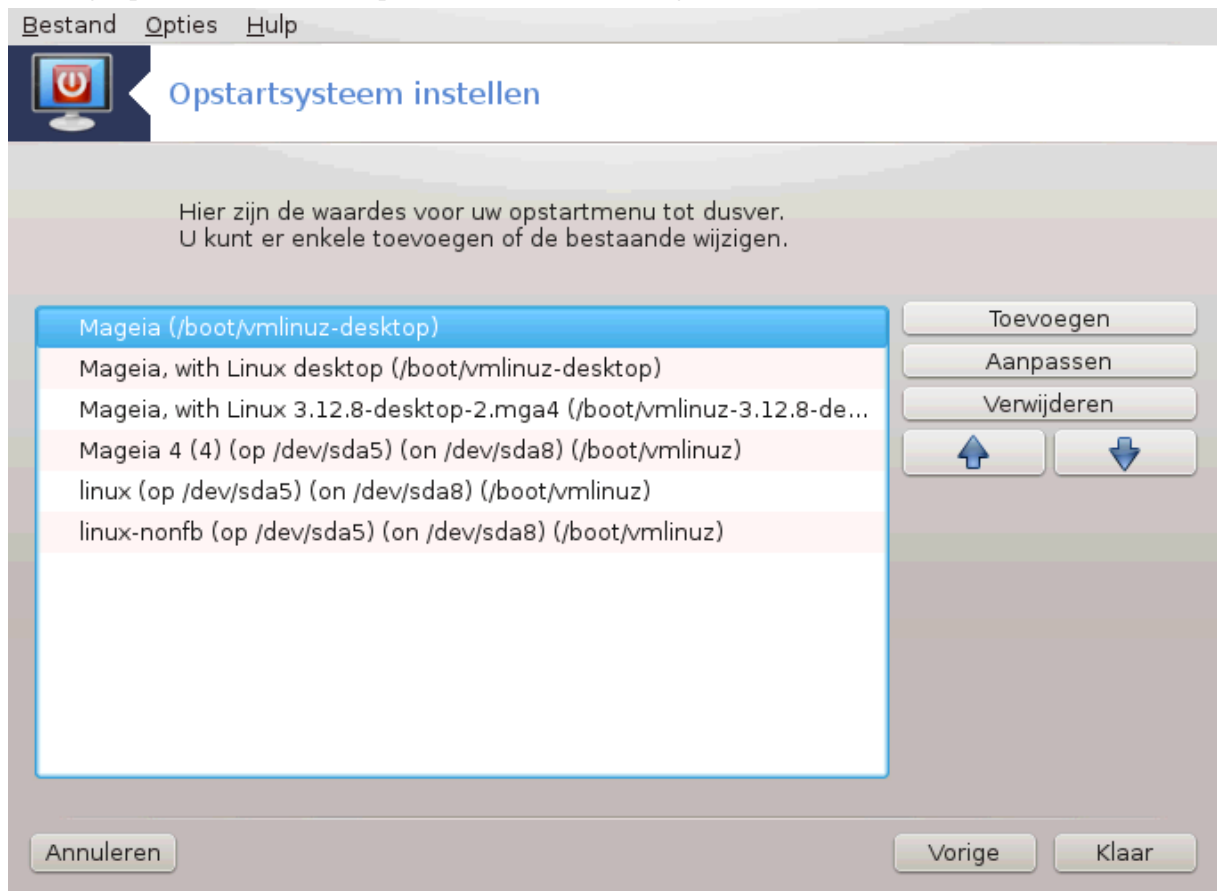 Bestand Opties Hulp
Opstartsysteem instellen
Hier zijn de waardes voor uw opstartmenu tot dusver.
U kunt er enkele toevoegen of de bestaande wijzigen.
Mageia (/boot/vmlinuz-desktop)
Mageia, with Linux desktop (/boot/vmlinuz-desktop)
Mageia, with Linux 3.12.8-desktop-2.mga4 (/boot/vmlinuz-3.12.8-de...
Mageia 4 (4) (op /dev/sda5) (on /dev/sda8) (/boot/vmlinuz)
linux (op /dev/sda5) (on /dev/sda8) (/boot/vmlinuz)
linux-nonfb (op /dev/sda5) (on /dev/sda8) (/boot/vmlinuz)
Toevoegen
Aanpassen
Verwijderen
Annuleren
Vorige
Klaar